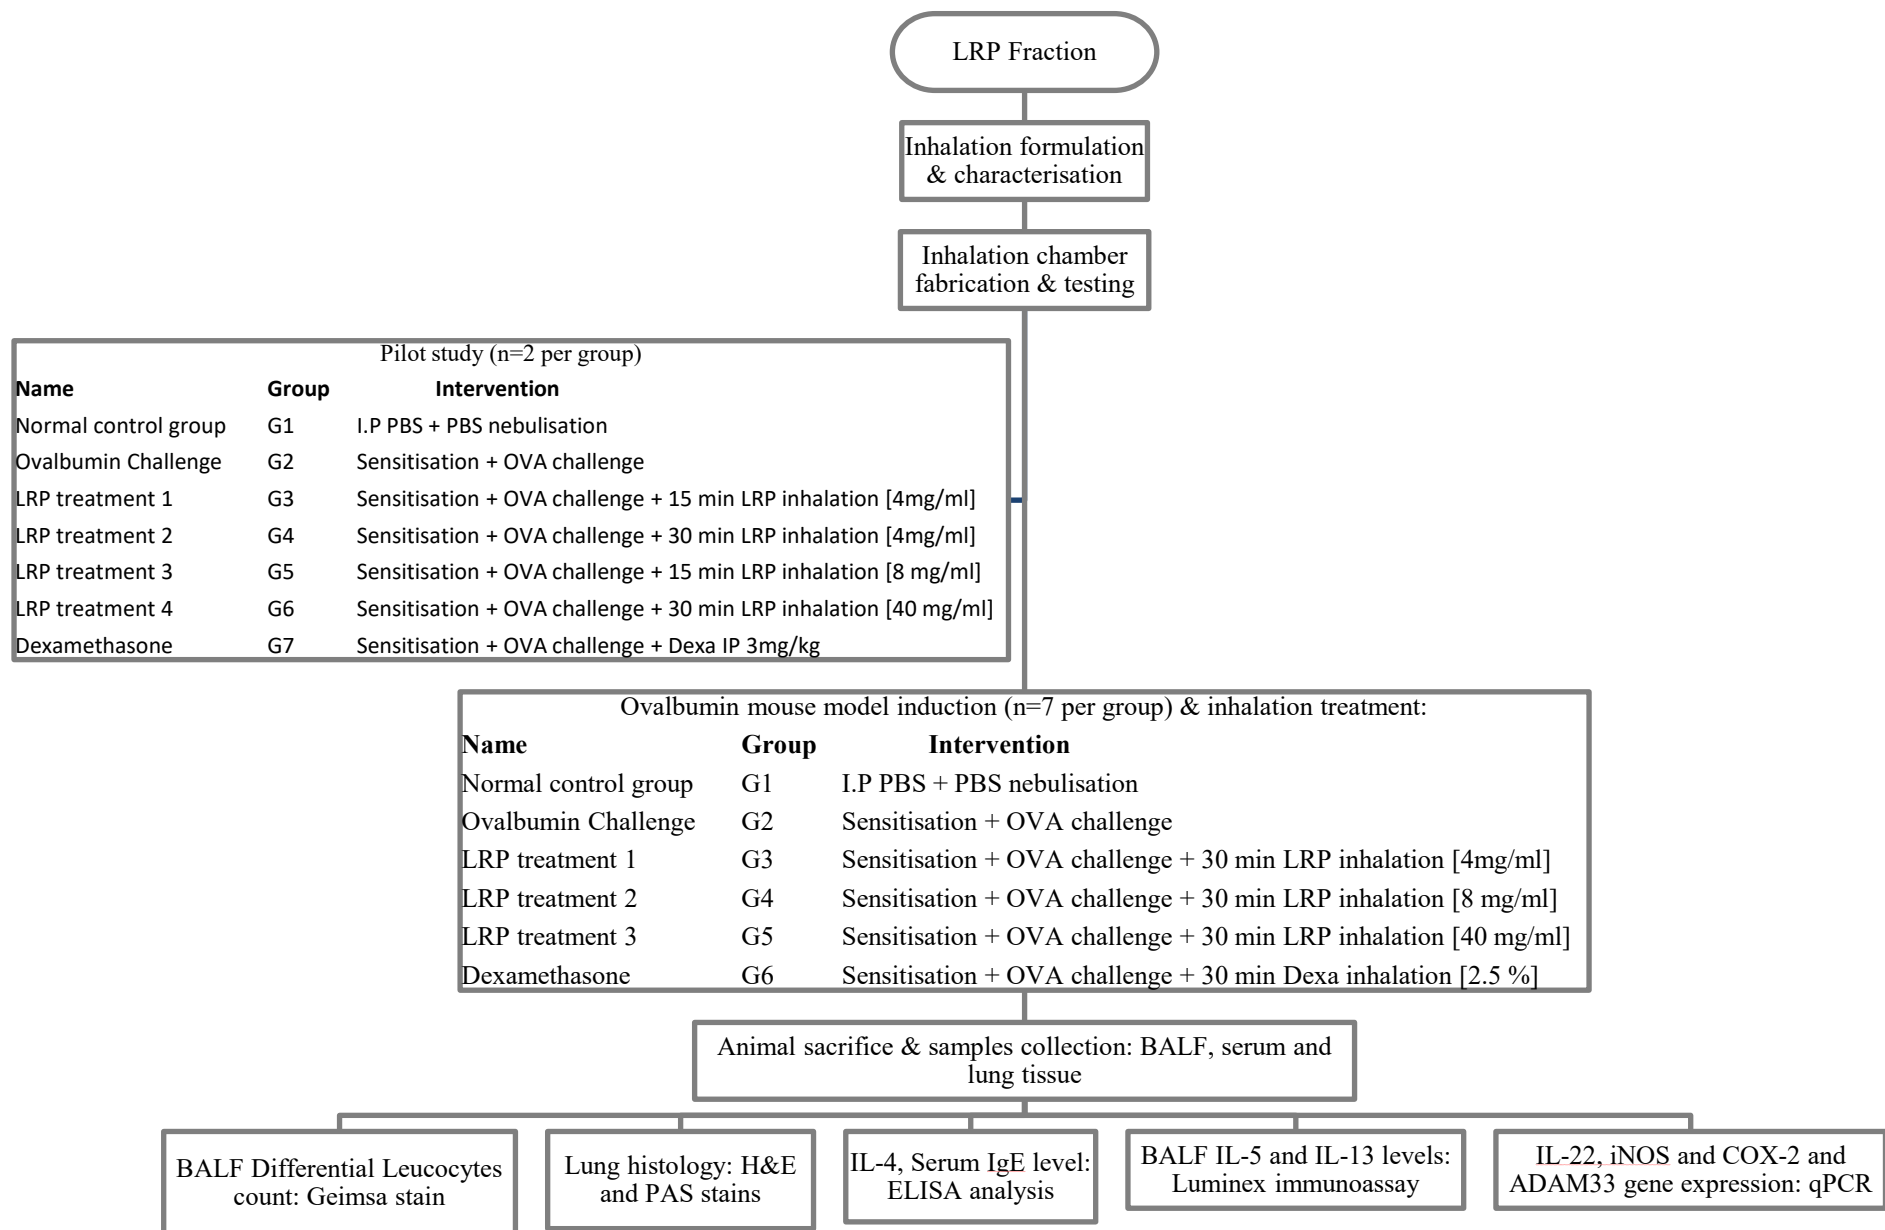 LRP Fraction
Inhalation formulation
& characterisation
Inhalation chamber
fabrication & testing
Pilot study (n=2 per group)
Name Group Intervention
Normal control group G1 I.P PBS + PBS nebulisation
Ovalbumin Challenge G2 Sensitisation + OVA challenge
LRP treatment 1 G3 Sensitisation + OVA challenge + 15 min LRP inhalation [4mg/ml]
LRP treatment 2 G4 Sensitisation + OVA challenge + 30 min LRP inhalation [4mg/ml]
LRP treatment 3 G5 Sensitisation + OVA challenge + 15 min LRP inhalation [8 mg/ml]
LRP treatment 4 G6 Sensitisation + OVA challenge + 30 min LRP inhalation [40 mg/ml]
Dexamethasone G7 Sensitisation + OVA challenge + Dexa IP 3mg/kg
Ovalbumin mouse model induction (n=7 per group) & inhalation treatment:
Name Group Intervention
Normal control group G1 I.P PBS + PBS nebulisation
Ovalbumin Challenge G2 Sensitisation + OVA challenge
LRP treatment 1 G3 Sensitisation + OVA challenge + 30 min LRP inhalation [4mg/ml]
LRP treatment 2 G4 Sensitisation + OVA challenge + 30 min LRP inhalation [8 mg/ml]
LRP treatment 3 G5 Sensitisation + OVA challenge + 30 min LRP inhalation [40 mg/ml]
Dexamethasone G6 Sensitisation + OVA challenge + 30 min Dexa inhalation [2.5 %]
Animal sacrifice & samples collection: BALF, serum and
lung tissue
BALF Differential Leucocytes
count: Geimsa stain
Lung histology: H&E
and PAS stains
IL-4, Serum IgE level:
ELISA analysis
BALF IL-5 and IL-13 levels:
Luminex immunoassay
IL-22, iNOS and COX-2 and
ADAM33 gene expression: qPCR